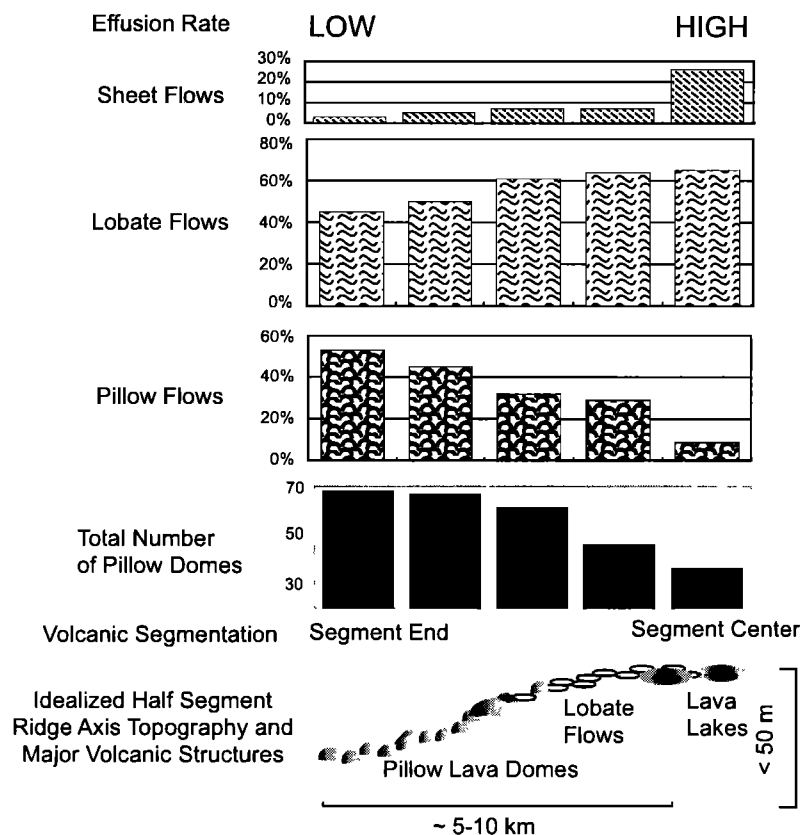 Effusion Rate LOW HIGH
30%
20%
Sheet Flows
10%
0%
80%
60%
Lobate Flows
40%
20%
0%
60%
40%
Pillow Flows
20%
0%
70
Total Number
of Pillow Domes
50
30
Volcanic Segmentation Segment End Segment Center
Idealized Half Segment
Ridge Axis Topography and
Major Volcanic Structures
Lobate
Flows
Lava
Lakes
Pillow Lava Domes
< 50 m
~ 5-10 km